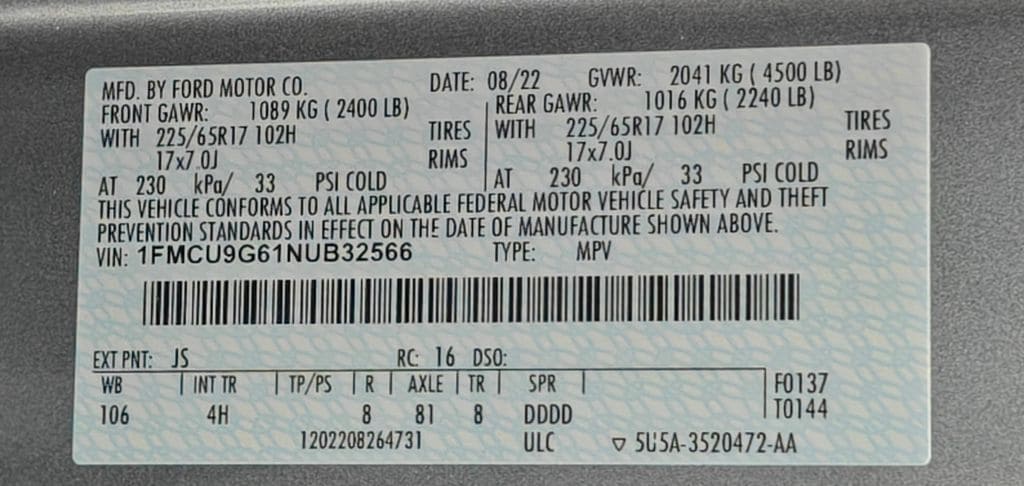 MFD. BY FORD MOTOR CO. DATE: 08/22 GVWR: 2041 KG ( 4500 LB)
FRONT GAWR: 1089 KG ( 2400 LB) REAR GAWR: 1016 KG ( 2240 LB)
WITH 225/65R17 102H TIRES WITH 225/65R17 102H TIRES
17x7.0J RIMS 17x7.0J RIMS
AT 230 kPa/ 33 PSI COLD AT 230 kPa/ 33 PSI COLD
THIS VEHICLE CONFORMS TO ALL APPLICABLE FEDERAL MOTOR VEHICLE SAFETY AND THEFT
PREVENTION STANDARDS IN EFFECT ON THE DATE OF MANUFACTURE SHOWN ABOVE.
VIN: 1FMCU9G61NUB32566 TYPE: MPV
EXT PNT: JS RC: 16 DSO:
WB INT TR TP/PS R AXLE TR SPR F0137
106 4H 8 81 8 DDDD T0144
1202208264731 ULC ▽ 5U5A-3520472-AA